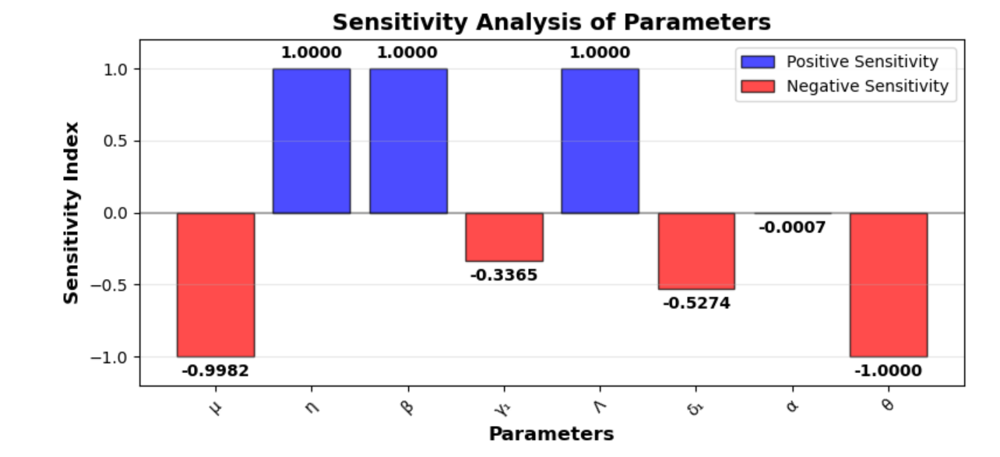 Sensitivity Analysis of Parameters
1.0000 1.0000 1.0000
Positive Sensitivity
Negative Sensitivity
1.0
0.5
0.0
−0.5
−1.0
Sensitivity Index
-0.9982
-0.3365
-0.5274
-0.0007
-1.0000
μ η β γ₁ Λ δ₁ α θ
Parameters